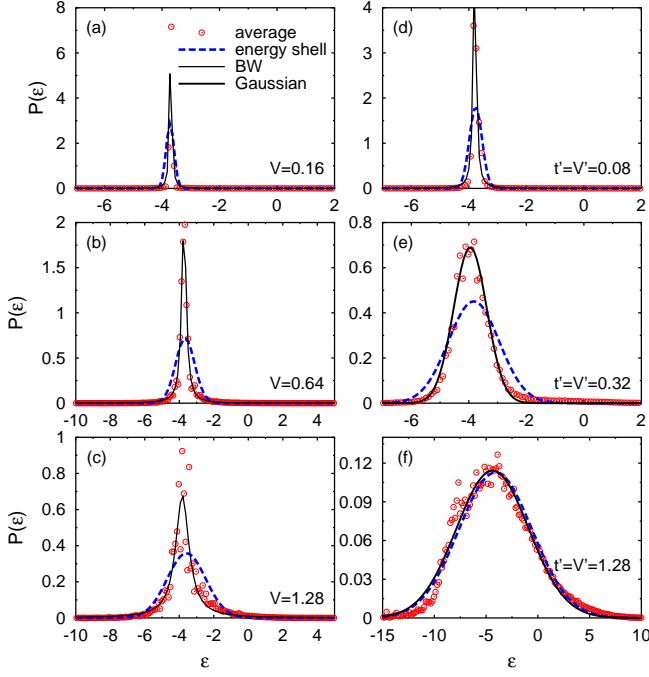 (a)
average
energy shell
BW
Gaussian
V=0.16
P(ε)
8
6
4
2
0
-6 -4 -2 0 2
(d)
t'=V'=0.08
4
3
2
1
0
-6 -4 -2 0 2
(b)
V=0.64
P(ε)
2
1.5
1
0.5
0
-10 -8 -6 -4 -2 0 2 4
(e)
t'=V'=0.32
0.8
0.6
0.4
0.2
0
-6 -4 -2 0 2
(c)
V=1.28
P(ε)
1
0.8
0.6
0.4
0.2
0
-10 -8 -6 -4 -2 0 2 4
ε
(f)
t'=V'=1.28
0.12
0.09
0.06
0.03
0
-15 -10 -5 0 5 10
ε